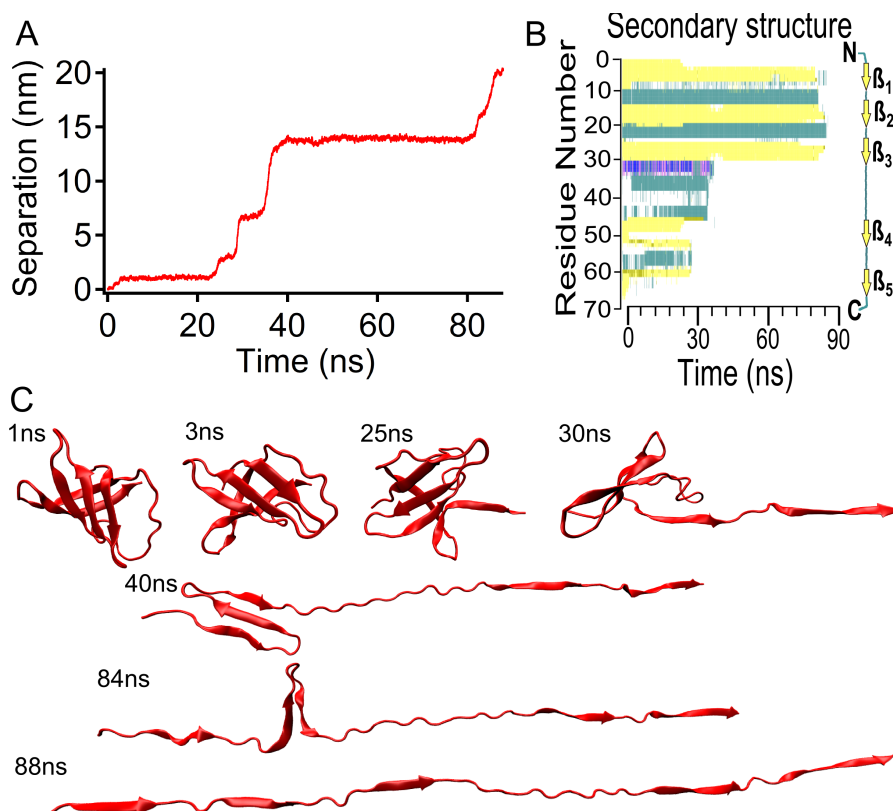 A
Separation (nm)
20
15
10
5
0
0 20 40 60 80
Time (ns)
B
Secondary structure
Residue Number
0
10
20
30
40
50
60
70
0 30 60 90
Time (ns)
N
ß1
ß2
ß3
ß4
ß5
C
C
1ns
3ns
25ns
30ns
40ns
84ns
88ns